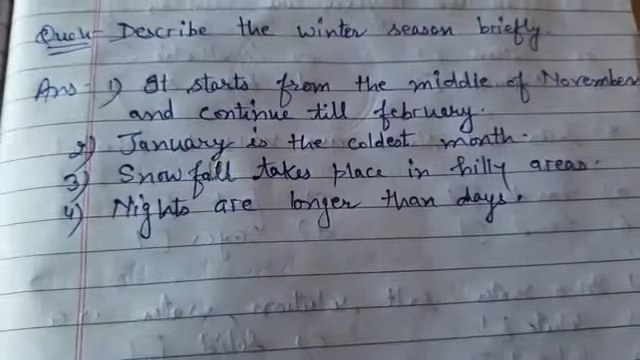 Ques- Describe the winter season briefly.
Ans- 1) It starts from the middle of November
and continue till february.
2) January is the coldest month.
3) Snowfall takes place in hilly areas.
4) Nights are longer than days.